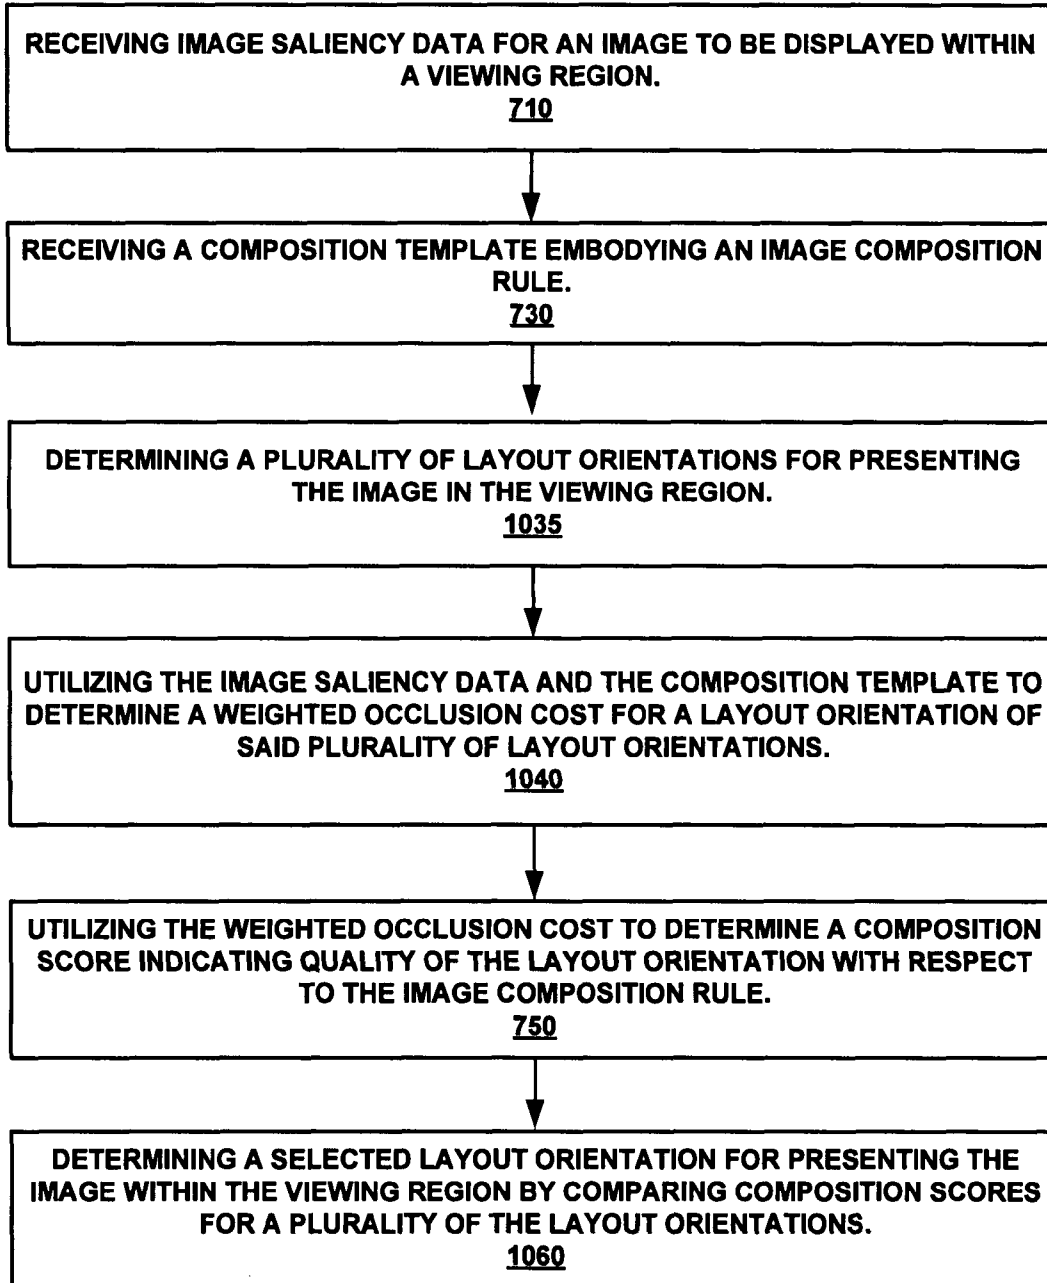 RECEIVING IMAGE SALIENCY DATA FOR AN IMAGE TO BE DISPLAYED WITHIN
A VIEWING REGION.
710
RECEIVING A COMPOSITION TEMPLATE EMBODYING AN IMAGE COMPOSITION
RULE.
730
DETERMINING A PLURALITY OF LAYOUT ORIENTATIONS FOR PRESENTING
THE IMAGE IN THE VIEWING REGION.
1035
UTILIZING THE IMAGE SALIENCY DATA AND THE COMPOSITION TEMPLATE TO
DETERMINE A WEIGHTED OCCLUSION COST FOR A LAYOUT ORIENTATION OF
SAID PLURALITY OF LAYOUT ORIENTATIONS.
1040
UTILIZING THE WEIGHTED OCCLUSION COST TO DETERMINE A COMPOSITION
SCORE INDICATING QUALITY OF THE LAYOUT ORIENTATION WITH RESPECT
TO THE IMAGE COMPOSITION RULE.
750
DETERMINING A SELECTED LAYOUT ORIENTATION FOR PRESENTING THE
IMAGE WITHIN THE VIEWING REGION BY COMPARING COMPOSITION SCORES
FOR A PLURALITY OF THE LAYOUT ORIENTATIONS.
1060